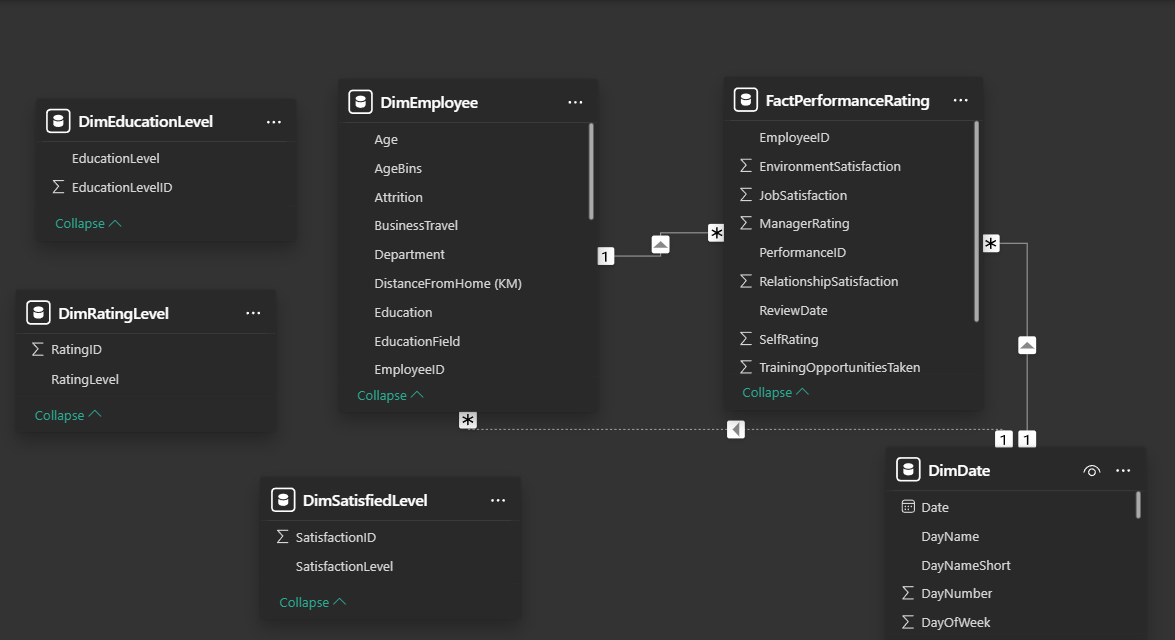 DimEducationLevel
...
EducationLevel
∑ EducationLevelID
Collapse
DimRatingLevel
...
∑ RatingID
RatingLevel
Collapse
DimEmployee
...
Age
AgeBins
Attrition
BusinessTravel
Department
DistanceFromHome (KM)
Education
EducationField
EmployeeID
Collapse
1
*
*
FactPerformanceRating
...
EmployeeID
∑ EnvironmentSatisfaction
∑ JobSatisfaction
∑ ManagerRating
PerformanceID
∑ RelationshipSatisfaction
ReviewDate
∑ SelfRating
∑ TrainingOpportunitiesTaken
Collapse
*
1
1
DimSatisfiedLevel
...
∑ SatisfactionID
SatisfactionLevel
Collapse
DimDate
...
Date
DayName
DayNameShort
∑ DayNumber
∑ DayOfWeek